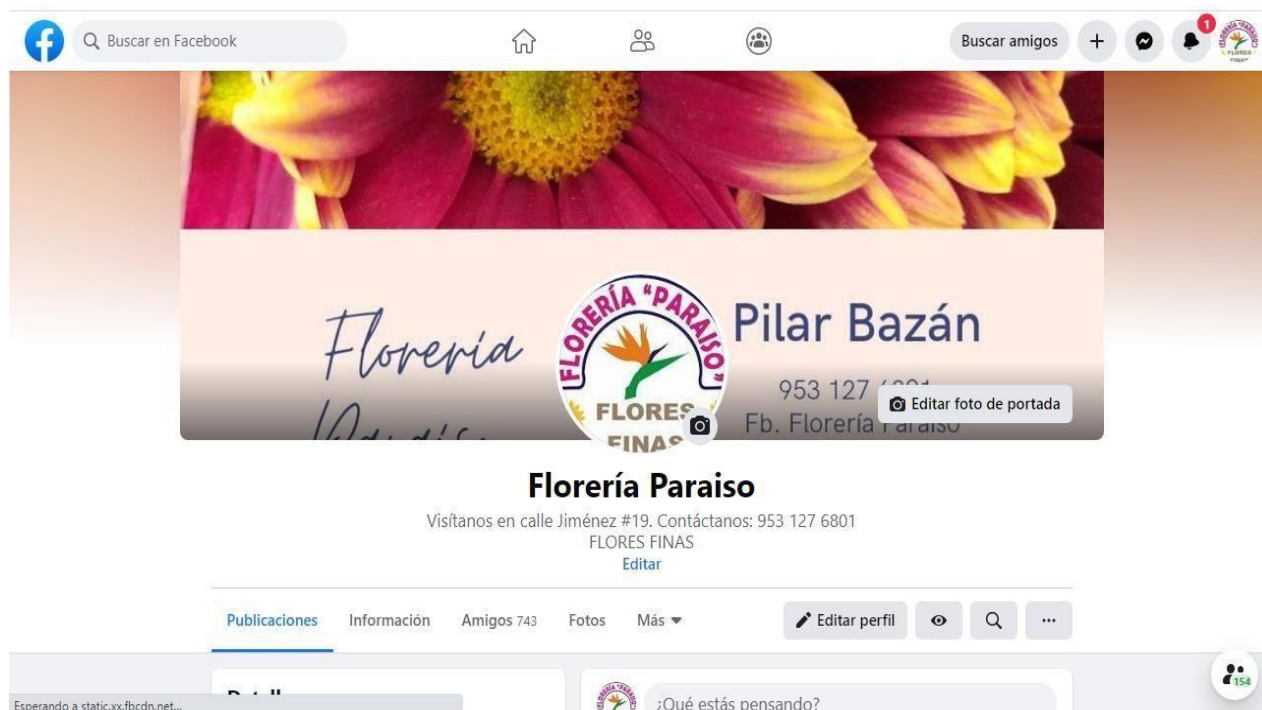 Buscar en Facebook
Buscar amigos
1
FLORERÍA "PARAISO"
FLORES
FINAS
Florería
Pilar Bazán
953 127
Editar foto de portada
Fb. Florería Paraiso
Florería Paraiso
Visítanos en calle Jiménez #19. Contáctanos: 953 127 6801
FLORES FINAS
Editar
Publicaciones Información Amigos 743 Fotos Más
Editar perfil
154
¿Qué estás pensando?
Esperando a static.xx.fbcdn.net...